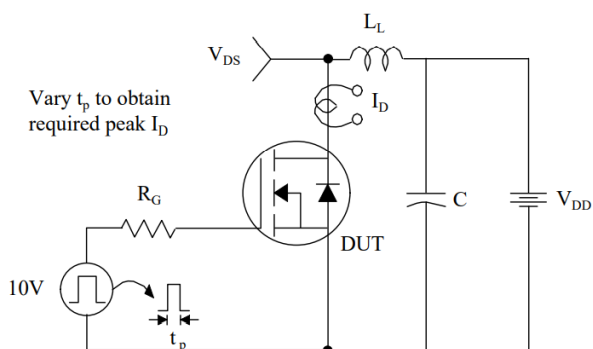 L_L
V_DS
I_D
Vary t_p to obtain
required peak I_D
R_G
C
V_DD
DUT
10V
t_p